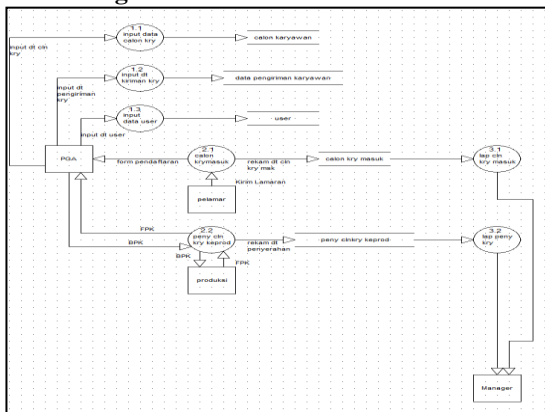 1.1
input data
calon kry
calon karyawan
input dt cln
kry
1.2
input dt
kiriman kry
data pengiriman karyawan
input dt
pengiriman
kry
1.3
input
data user
user
input dt user
PGA
form pendaftaran
2.1
calon
krymasuk
rekam dt cln
kry msk
calon kry masuk
3.1
lap cln
kry masuk
Kirim Lamaran
pelamar
FPK
BPK
2.2
peny cln
kry keprod
rekam dt
penyerahan
peny clnkry keprod
3.2
lap peny
kry
BPK
FPK
produksi
Manager